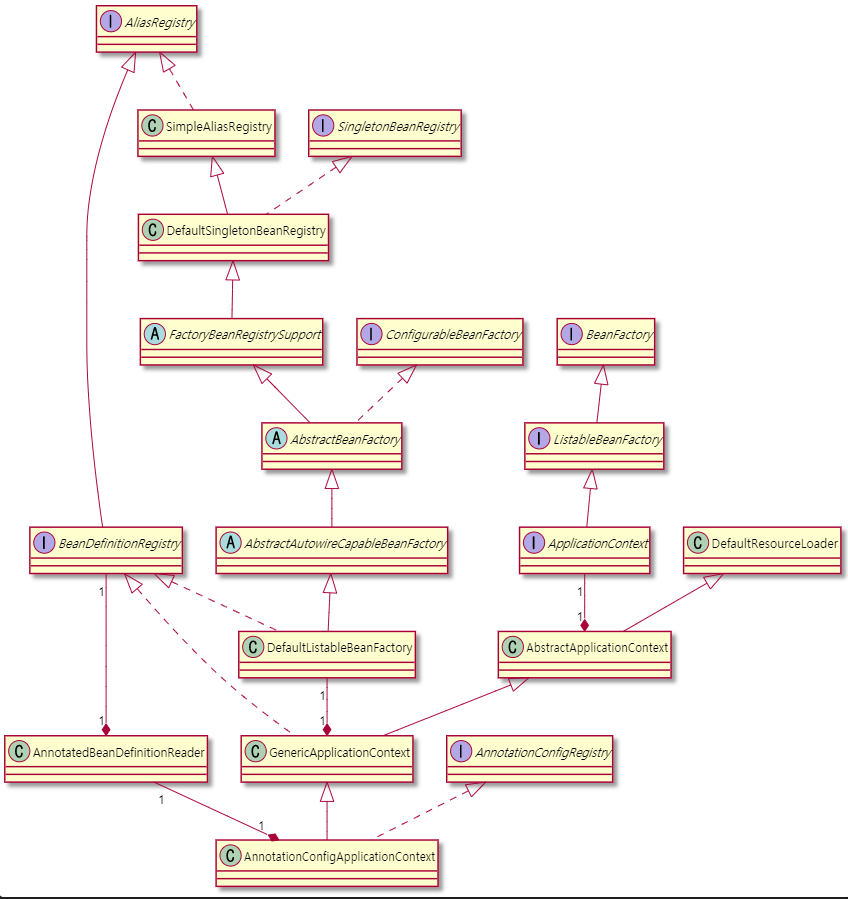 I AliasRegistry
C SimpleAliasRegistry
I SingletonBeanRegistry
C DefaultSingletonBeanRegistry
A FactoryBeanRegistrySupport
I ConfigurableBeanFactory
I BeanFactory
A AbstractBeanFactory
I ListableBeanFactory
I BeanDefinitionRegistry
A AbstractAutowireCapableBeanFactory
I ApplicationContext
C DefaultResourceLoader
1
1
1
C DefaultListableBeanFactory
C AbstractApplicationContext
1
1
1
C AnnotatedBeanDefinitionReader
C GenericApplicationContext
I AnnotationConfigRegistry
1
1
C AnnotationConfigApplicationContext